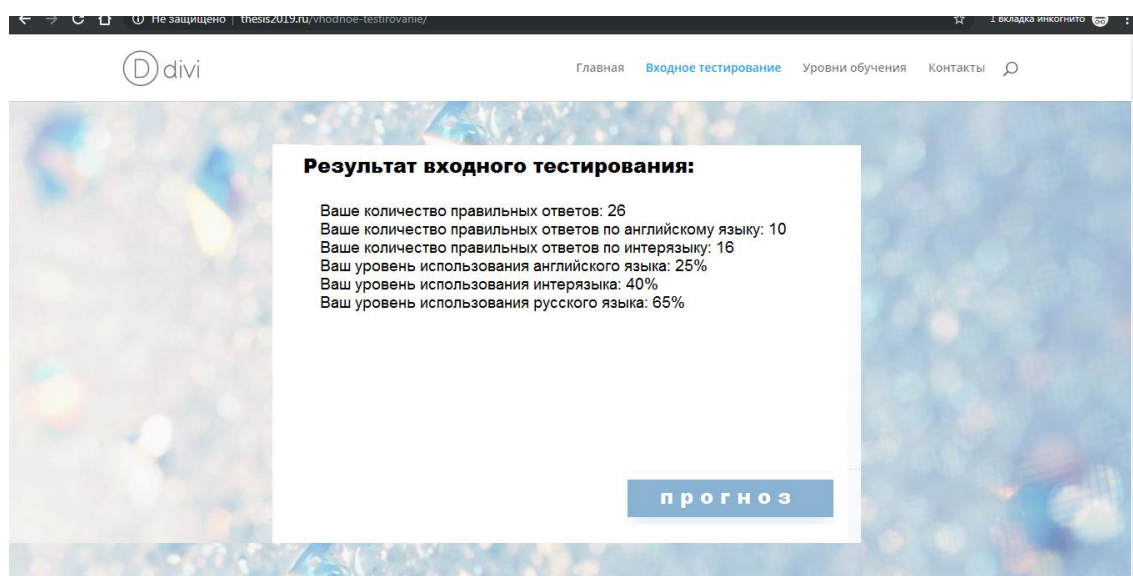 Не защищено | thesis2019.ru/vhodnoe-testirovanie/ 1 вкладка инкогнито
D divi Главная Входное тестирование Уровни обучения Контакты
Результат входного тестирования:
Ваше количество правильных ответов: 26
Ваше количество правильных ответов по английскому языку: 10
Ваше количество правильных ответов по интерязыку: 16
Ваш уровень использования английского языка: 25%
Ваш уровень использования интерязыка: 40%
Ваш уровень использования русского языка: 65%
прогноз